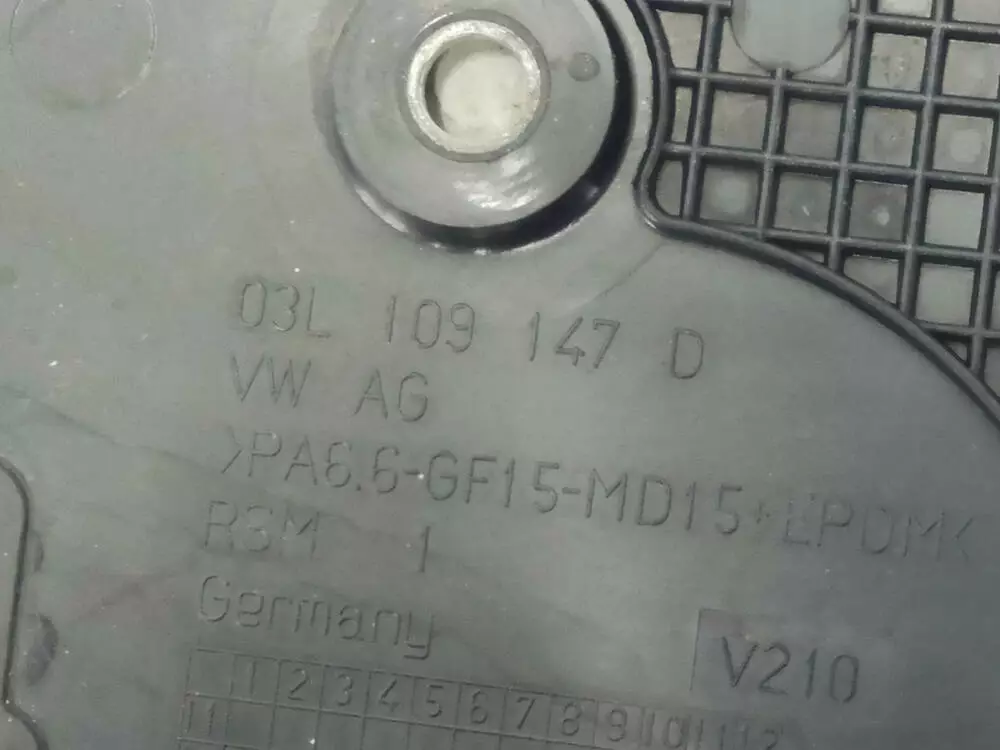 03L 109 147 D
VW AG
>PA6.6-GF15-MD15+EPDM<
RSM 1
Germany
V210
1 2 3 4 5 6 7 8 9 10 11 12
11